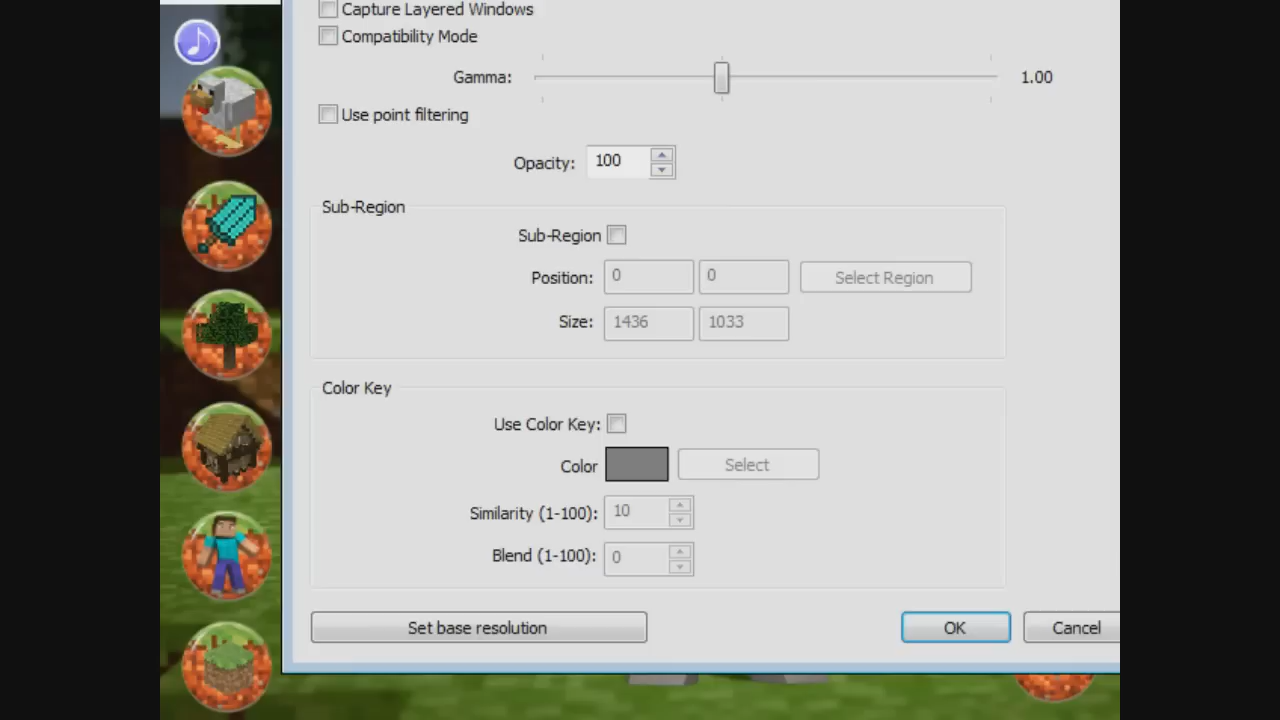 Capture Layered Windows
Compatibility Mode
Gamma: 1.00
Use point filtering
Opacity: 100
Sub-Region
Sub-Region
Position: 0 0 Select Region
Size: 1436 1033
Color Key
Use Color Key:
Color Select
Similarity (1-100): 10
Blend (1-100): 0
Set base resolution OK Cancel